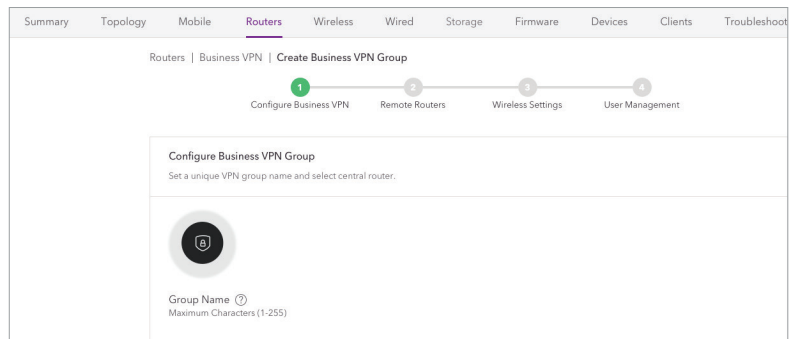 Summary Topology Mobile Routers Wireless Wired Storage Firmware Devices Clients Troubleshoot
Routers | Business VPN | Create Business VPN Group
1 2 3 4
Configure Business VPN Remote Routers Wireless Settings User Management
Configure Business VPN Group
Set a unique VPN group name and select central router.
Group Name ?
Maximum Characters (1-255)